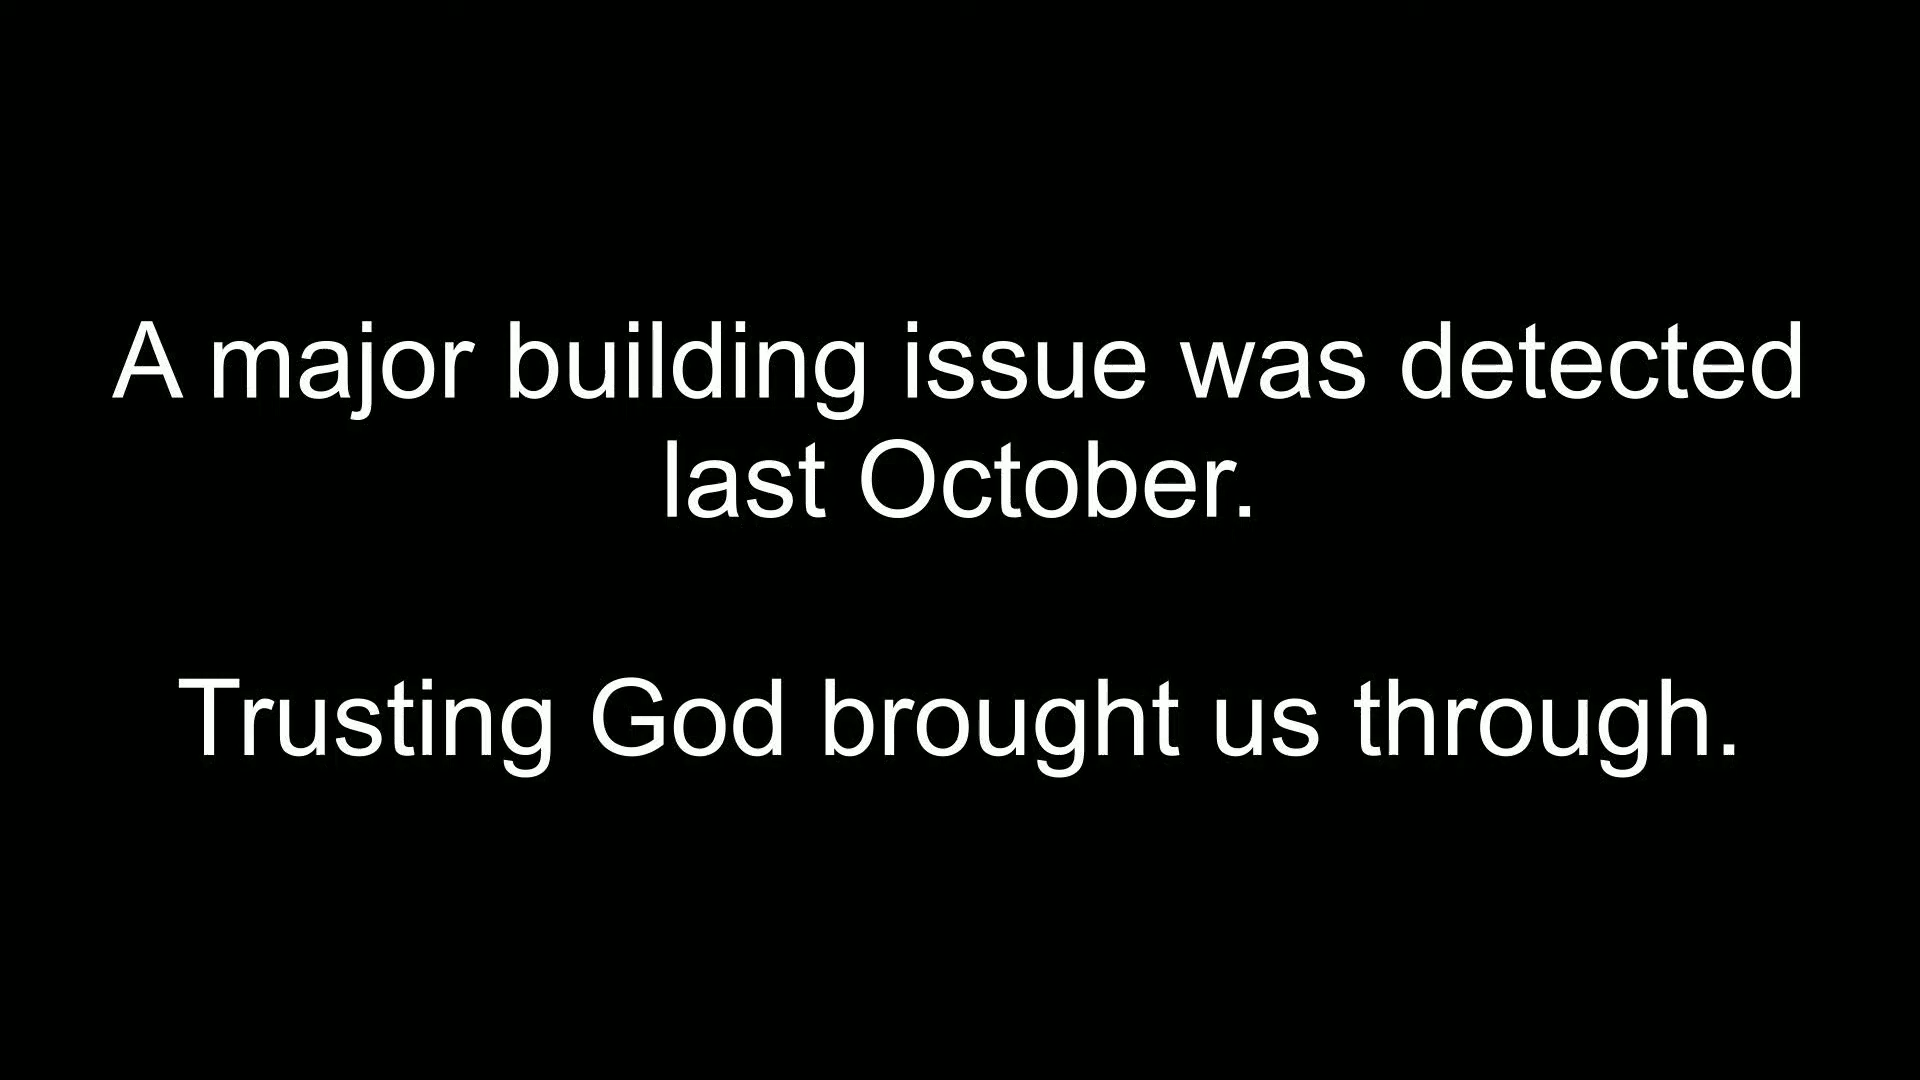 A major building issue was detected
last October.
Trusting God brought us through.